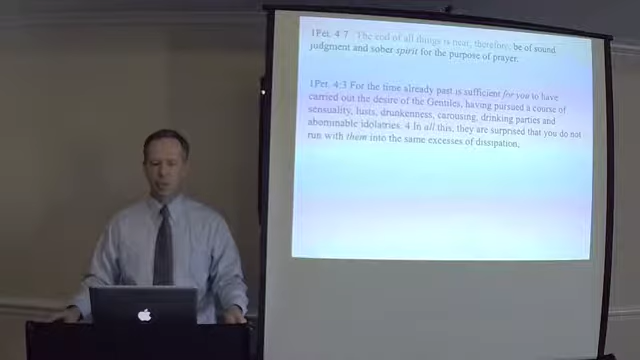 1Pet. 4:7 The end of all things is near, therefore, be of sound
judgment and sober spirit for the purpose of prayer.
1Pet. 4:3 For the time already past is sufficient for you to have
carried out the desire of the Gentiles, having pursued a course of
sensuality, lusts, drunkenness, carousing, drinking parties and
abominable idolatries. 4 In all this, they are surprised that you do not
run with them into the same excesses of dissipation,